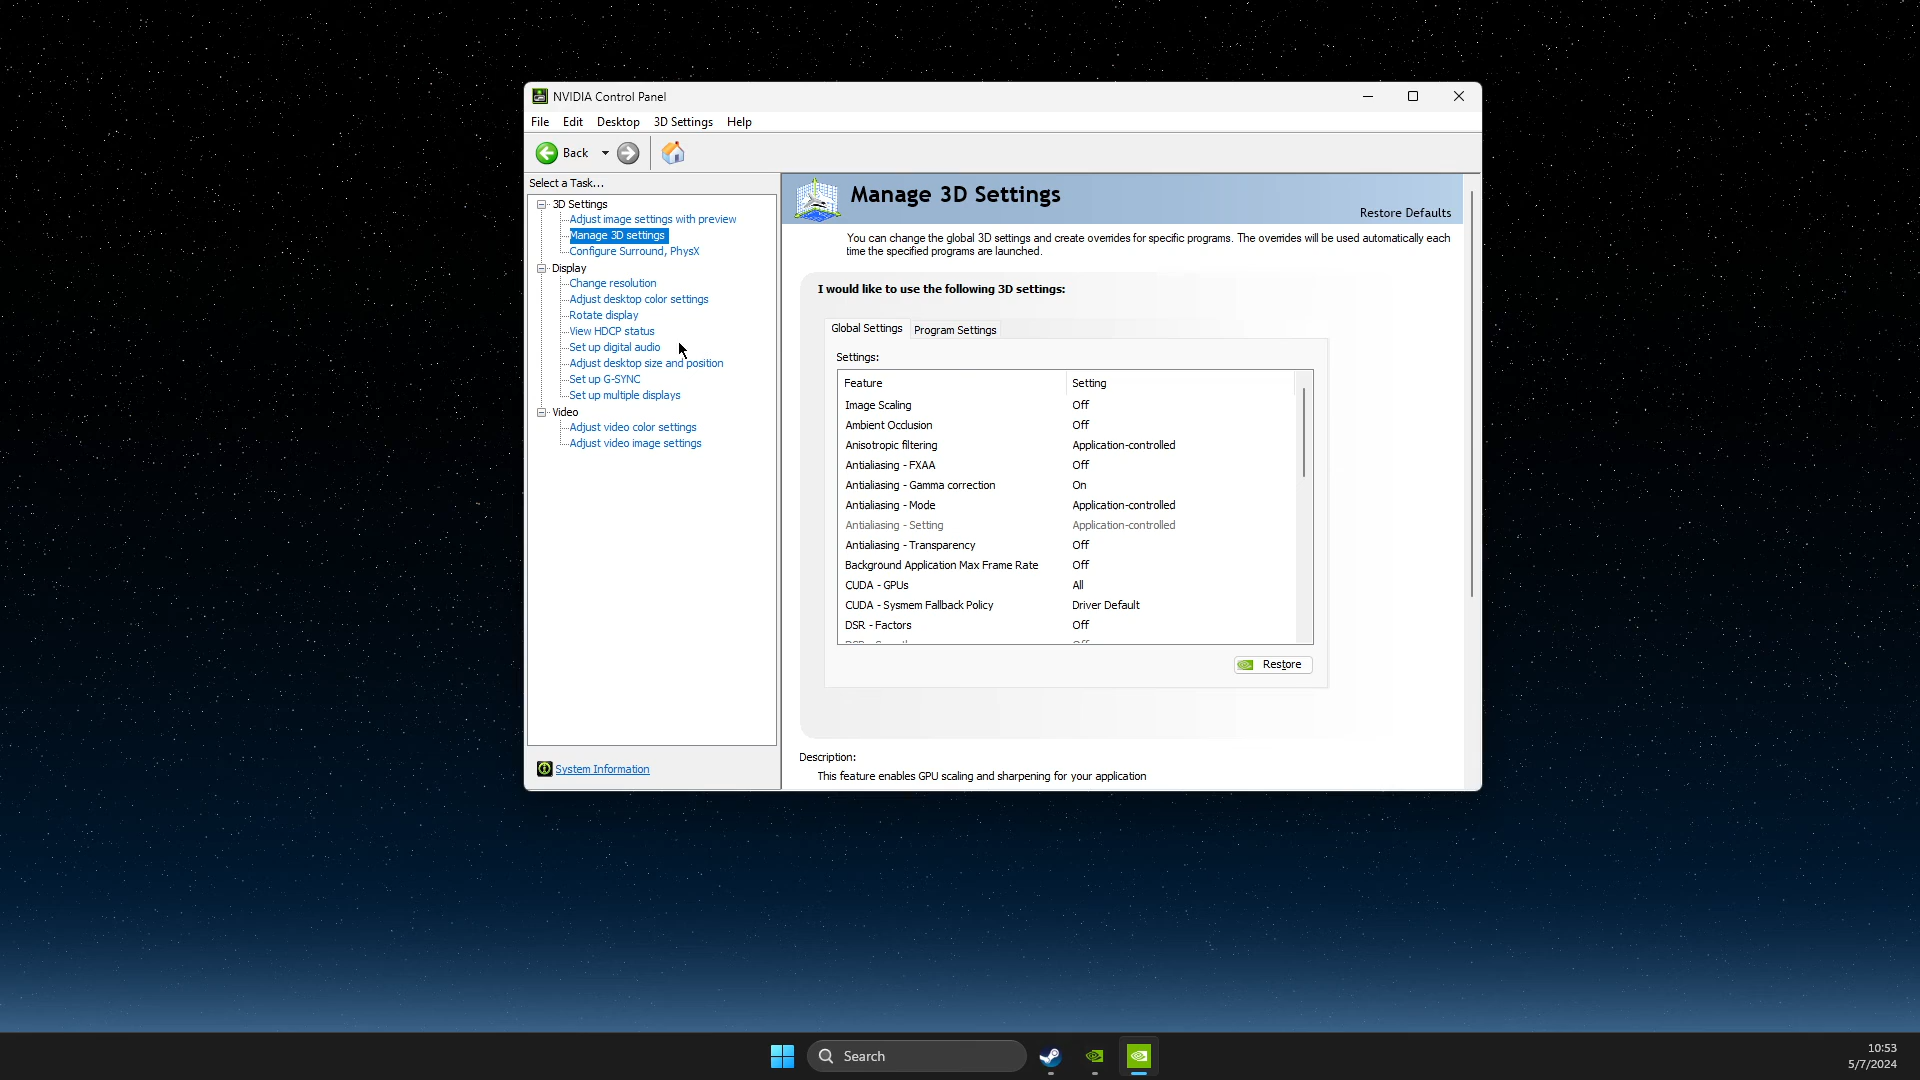 NVIDIA Control Panel
File Edit Desktop 3D Settings Help
Back
Select a Task...
3D Settings
Adjust image settings with preview
Manage 3D settings
Configure Surround, PhysX
Display
Change resolution
Adjust desktop color settings
Rotate display
View HDCP status
Set up digital audio
Adjust desktop size and position
Set up G-SYNC
Set up multiple displays
Video
Adjust video color settings
Adjust video image settings
System Information
Manage 3D Settings
Restore Defaults
You can change the global 3D settings and create overrides for specific programs. The overrides will be used automatically each
time the specified programs are launched.
I would like to use the following 3D settings:
Global Settings Program Settings
Settings:
Feature Setting
Image Scaling Off
Ambient Occlusion Off
Anisotropic filtering Application-controlled
Antialiasing - FXAA Off
Antialiasing - Gamma correction On
Antialiasing - Mode Application-controlled
Antialiasing - Setting Application-controlled
Antialiasing - Transparency Off
Background Application Max Frame Rate Off
CUDA - GPUs All
CUDA - Sysmem Fallback Policy Driver Default
DSR - Factors Off
Restore
Description:
This feature enables GPU scaling and sharpening for your application
Search
10:53
5/7/2024